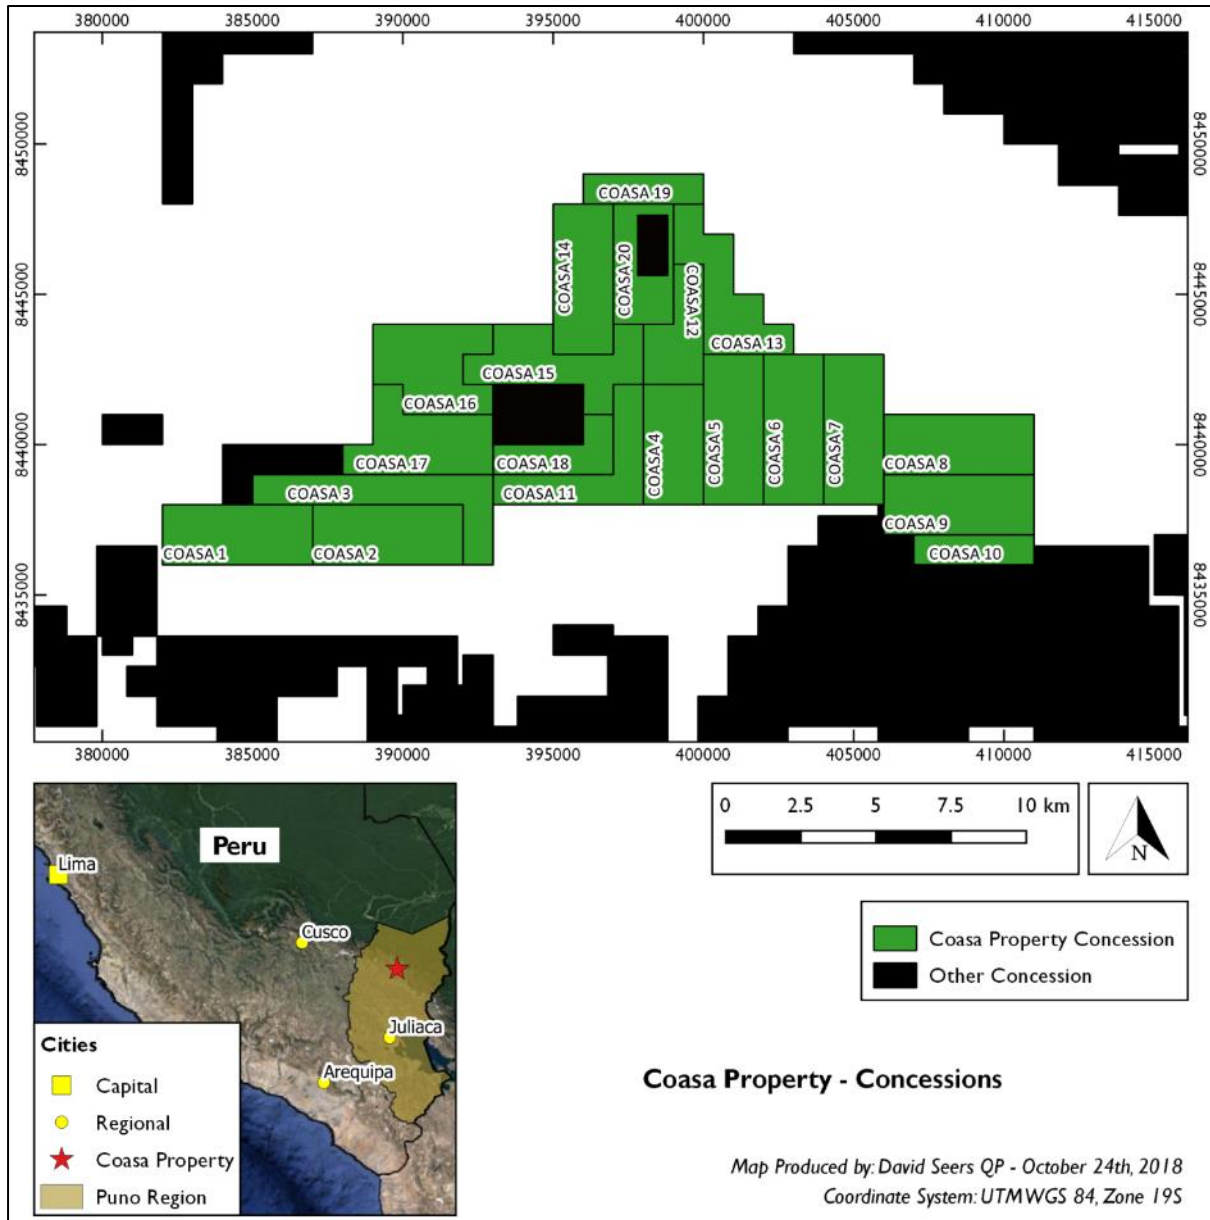 380000 385000 390000 395000 400000 405000 410000 415000
8450000
8450000
COASA 19
COASA 14
COASA 20
COASA 12
8445000
8445000
COASA 13
COASA 15
COASA 16
COASA 4
COASA 5
COASA 6
COASA 7
8440000
8440000
COASA 17
COASA 18
COASA 8
COASA 3
COASA 11
COASA 9
COASA 1
COASA 2
COASA 10
8435000
8435000
380000 385000 390000 395000 400000 405000 410000 415000
Peru
Lima
Cusco
Juliaca
Arequipa
Cities
Capital
Regional
Coasa Property
Puno Region
0 2.5 5 7.5 10 km
N
Coasa Property Concession
Other Concession
Coasa Property - Concessions
Map Produced by: David Seers QP - October 24th, 2018
Coordinate System: UTM WGS 84, Zone 19S